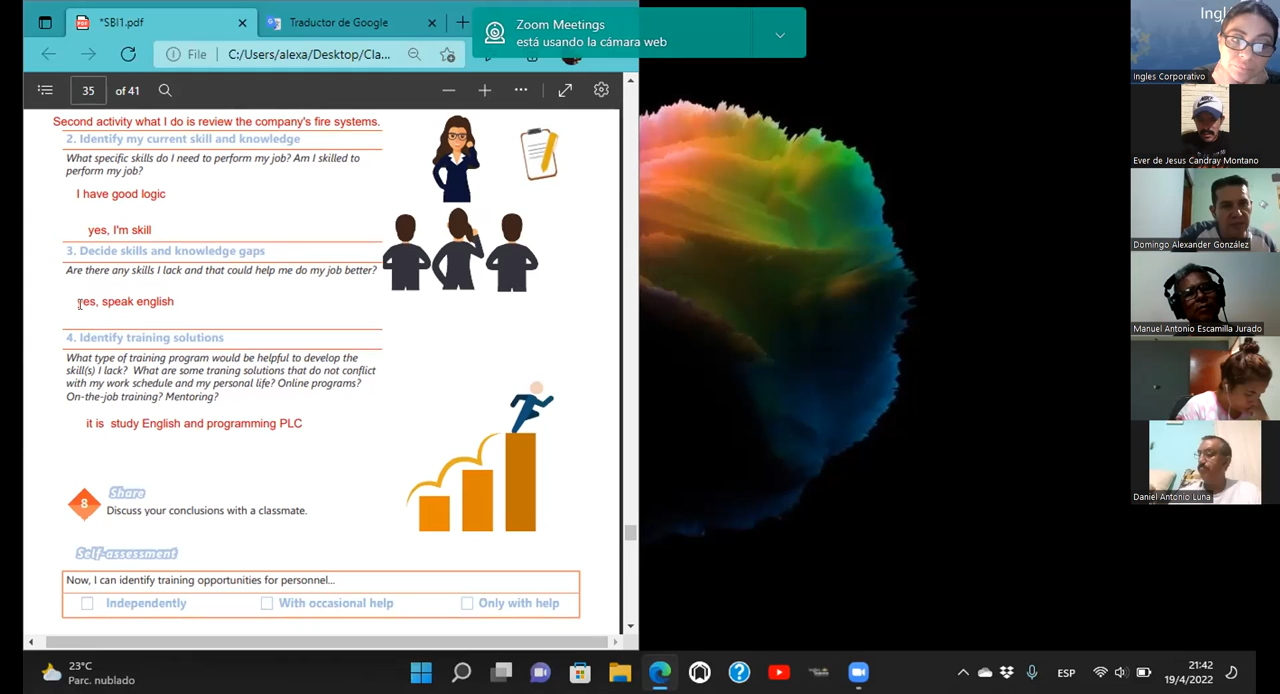 *SBI1.pdf
Traductor de Google
Zoom Meetings
está usando la cámara web
File
C:/Users/alexa/Desktop/Cla...
35
of 41
Second activity what I do is review the company's fire systems.
2. Identify my current skill and knowledge
What specific skills do I need to perform my job? Am I skilled to
perform my job?
I have good logic
yes, I'm skill
3. Decide skills and knowledge gaps
Are there any skills I lack and that could help me do my job better?
yes, speak english
4. Identify training solutions
What type of training program would be helpful to develop the
skill(s) I lack? What are some traning solutions that do not conflict
with my work schedule and my personal life? Online programs?
On-the-job training? Mentoring?
it is study English and programming PLC
8
Share
Discuss your conclusions with a classmate.
Self-assessment
Now, I can identify training opportunities for personnel...
Independently
With occasional help
Only with help
Ingles Corporativo
Ever de Jesus Candray Montano
Domingo Alexander González
Manuel Antonio Escamilla Jurado
Daniel Antonio Luna
23°C
Parc. nublado
ESP
21:42
19/4/2022